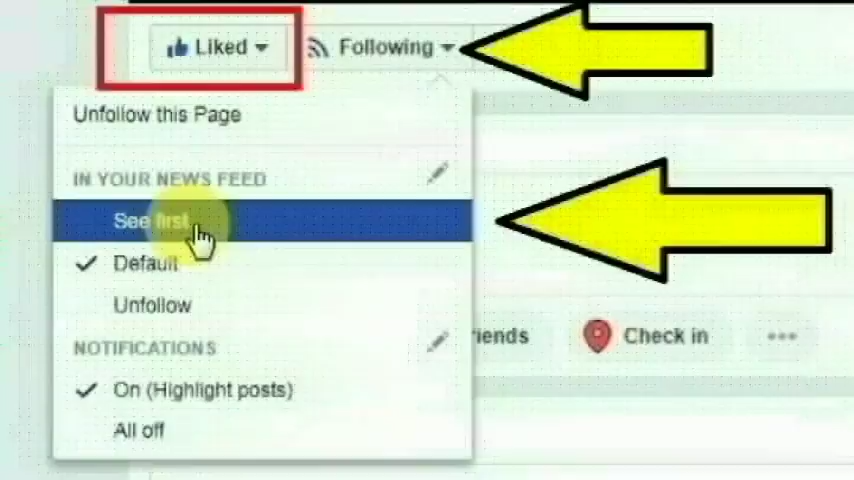 Liked Following
Unfollow this Page
IN YOUR NEWS FEED
See first
Default
Unfollow
iends Check in
NOTIFICATIONS
On (Highlight posts)
All off